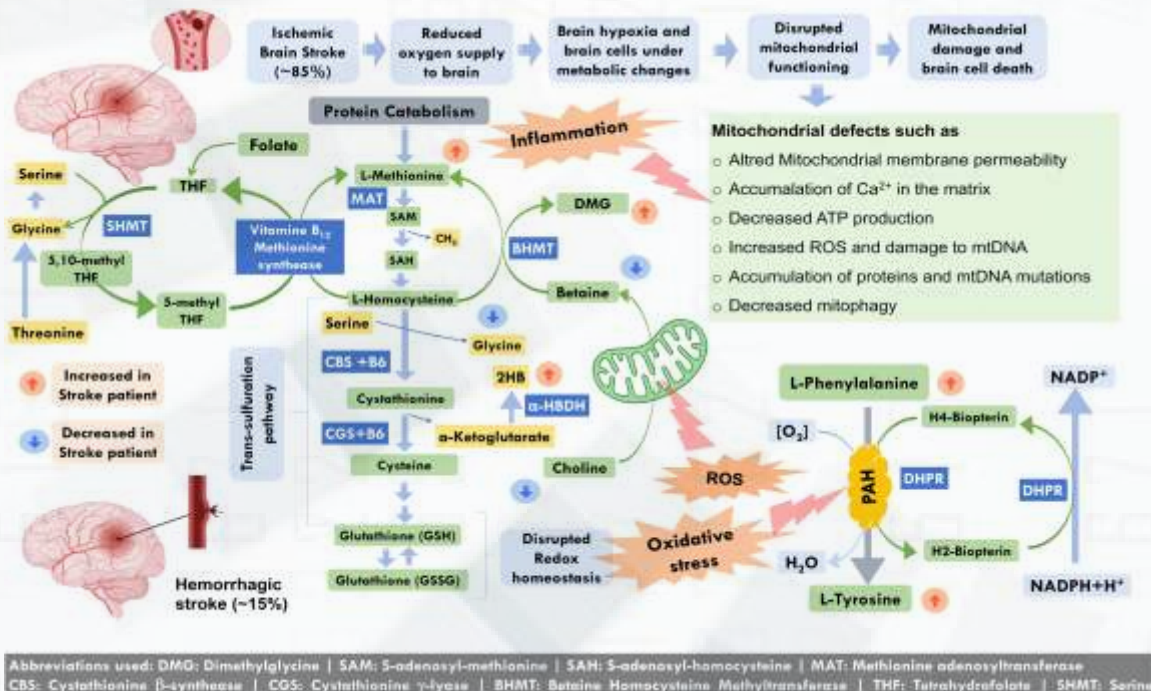 Ischemic
Brain Stroke
(~85%)
Reduced
oxygen supply
to brain
Brain hypoxia and
brain cells under
metabolic changes
Disrupted
mitochondrial
functioning
Mitochondrial
damage and
brain cell death
Protein Catabolism
Inflammation
Mitochondrial defects such as
Altred Mitochondrial membrane permeability
Accumalation of Ca²⁺ in the matrix
Decreased ATP production
Increased ROS and damage to mtDNA
Accumulation of proteins and mtDNA mutations
Decreased mitophagy
Folate
Serine
THF
L-Methionine
MAT
SAM
CH₃
SAH
DMG
Glycine
SHMT
Vitamine B₁₂
Methionine
synthease
BHMT
5,10-methyl
THF
5-methyl
THF
L-Homocysteine
Betaine
Threonine
Serine
Glycine
CBS +B6
2HB
α-HBDH
Cystathionine
CGS+B6
α-Ketoglutarate
Cysteine
Choline
Trans-sulfuration
pathway
Increased in
Stroke patient
Decreased in
Stroke patient
Glutathione (GSH)
Glutathione (GSSG)
Disrupted
Redox
homeostasis
ROS
Oxidative
stress
L-Phenylalanine
NADP⁺
[O₂]
H4-Biopterin
PAH
DHPR
DHPR
H2-Biopterin
H₂O
NADPH+H⁺
L-Tyrosine
Hemorrhagic
stroke (~15%)
Abbreviations used: DMG: Dimethylglycine | SAM: S-adenosyl-methionine | SAH: S-adenosyl-homocysteine | MAT: Methionine adenosyltransferase
CBS: Cystathionine β-synthease | CGS: Cystathionine γ-lyase | BHMT: Betaine Homocysteine Methyltransferase | THF: Tetrahydrofolate | SHMT: Serine